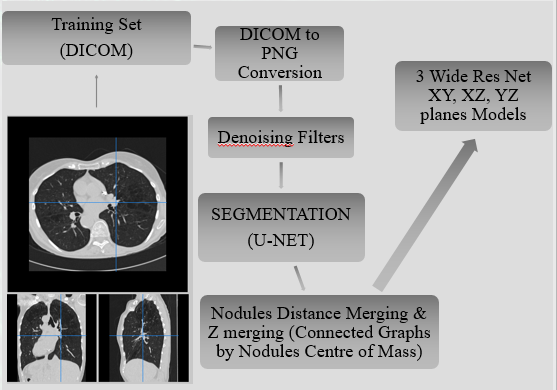 Training Set
(DICOM)
DICOM to
PNG
Conversion
Denoising Filters
SEGMENTATION
(U-NET)
Nodules Distance Merging &
Z merging (Connected Graphs
by Nodules Centre of Mass)
3 Wide Res Net
XY, XZ, YZ
planes Models